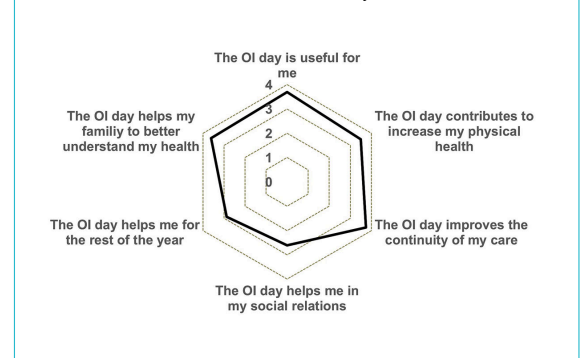 The OI day is useful for
me
4
3
2
1
0
The OI day contributes to
increase my physical
health
The OI day improves the
continuity of my care
The OI day helps me in
my social relations
The OI day helps me for
the rest of the year
The OI day helps my
familiy to better
understand my health